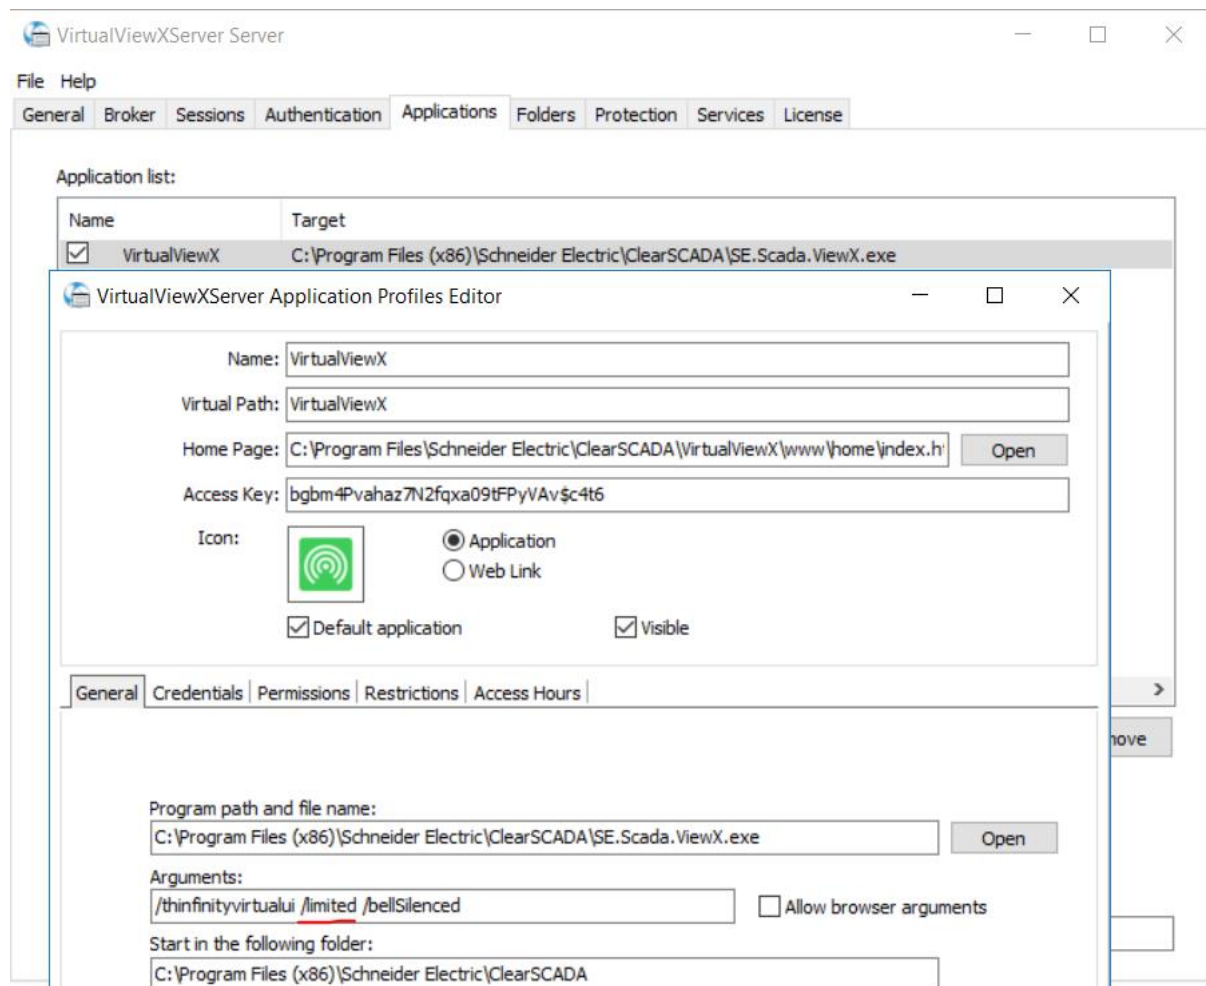 VirtualViewXServer Server
File Help
General Broker Sessions Authentication Applications Folders Protection Services License
Application list:
Name Target
VirtualViewX C:\Program Files (x86)\Schneider Electric\ClearSCADA\SE.Scada.ViewX.exe
VirtualViewXServer Application Profiles Editor
Name: VirtualViewX
Virtual Path: VirtualViewX
Home Page: C:\Program Files\Schneider Electric\ClearSCADA\VirtualViewX\www\home\index.h Open
Access Key: bgbm4Pvahaz7N2fqxa09tFPyVAv$c4t6
Icon: Application
Web Link
Default application Visible
General Credentials Permissions Restrictions Access Hours
move
Program path and file name:
C:\Program Files (x86)\Schneider Electric\ClearSCADA\SE.Scada.ViewX.exe Open
Arguments:
/thinfinityvirtualui /limited /bellSilenced Allow browser arguments
Start in the following folder:
C:\Program Files (x86)\Schneider Electric\ClearSCADA